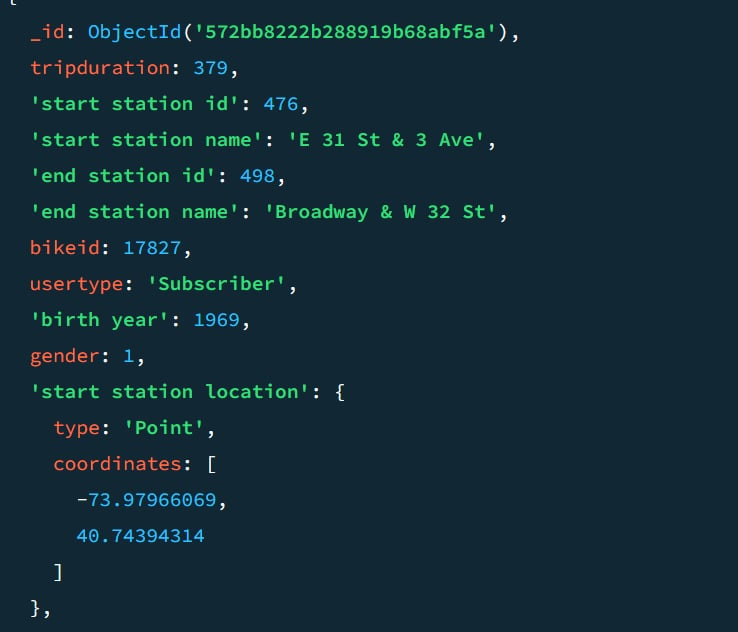 {
_id: ObjectId('572bb8222b288919b68abf5a'),
tripduration: 379,
'start station id': 476,
'start station name': 'E 31 St & 3 Ave',
'end station id': 498,
'end station name': 'Broadway & W 32 St',
bikeid: 17827,
usertype: 'Subscriber',
'birth year': 1969,
gender: 1,
'start station location': {
type: 'Point',
coordinates: [
-73.97966069,
40.74394314
]
},